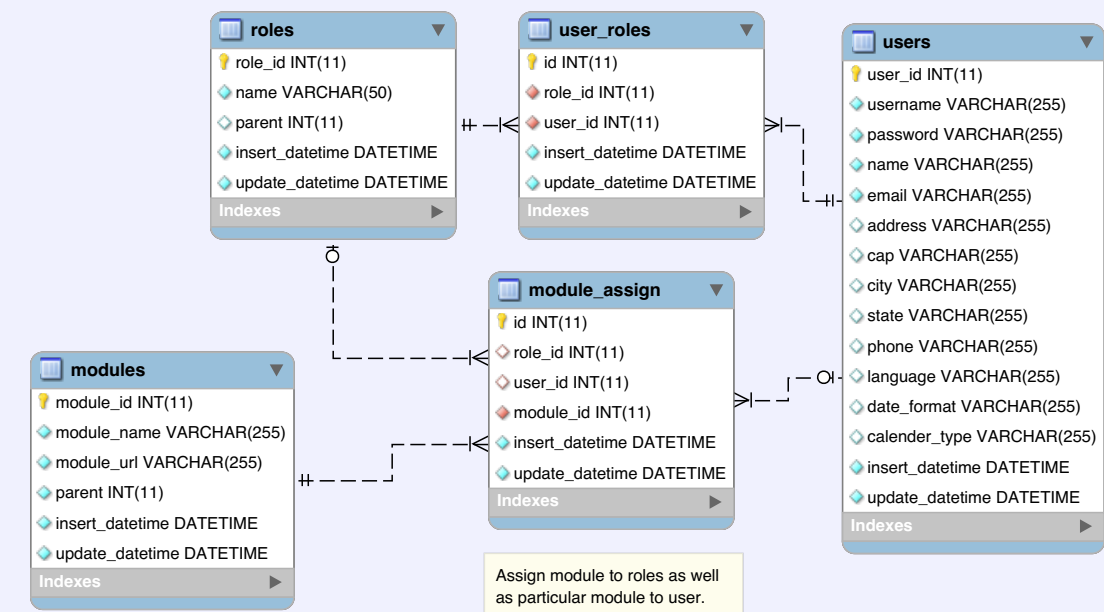 roles
role_id INT(11)
name VARCHAR(50)
parent INT(11)
insert_datetime DATETIME
update_datetime DATETIME
Indexes
user_roles
id INT(11)
role_id INT(11)
user_id INT(11)
insert_datetime DATETIME
update_datetime DATETIME
Indexes
users
user_id INT(11)
username VARCHAR(255)
password VARCHAR(255)
name VARCHAR(255)
email VARCHAR(255)
address VARCHAR(255)
cap VARCHAR(255)
city VARCHAR(255)
state VARCHAR(255)
phone VARCHAR(255)
language VARCHAR(255)
date_format VARCHAR(255)
calender_type VARCHAR(255)
insert_datetime DATETIME
update_datetime DATETIME
Indexes
module_assign
id INT(11)
role_id INT(11)
user_id INT(11)
module_id INT(11)
insert_datetime DATETIME
update_datetime DATETIME
Indexes
modules
module_id INT(11)
module_name VARCHAR(255)
module_url VARCHAR(255)
parent INT(11)
insert_datetime DATETIME
update_datetime DATETIME
Indexes
Assign module to roles as well
as particular module to user.